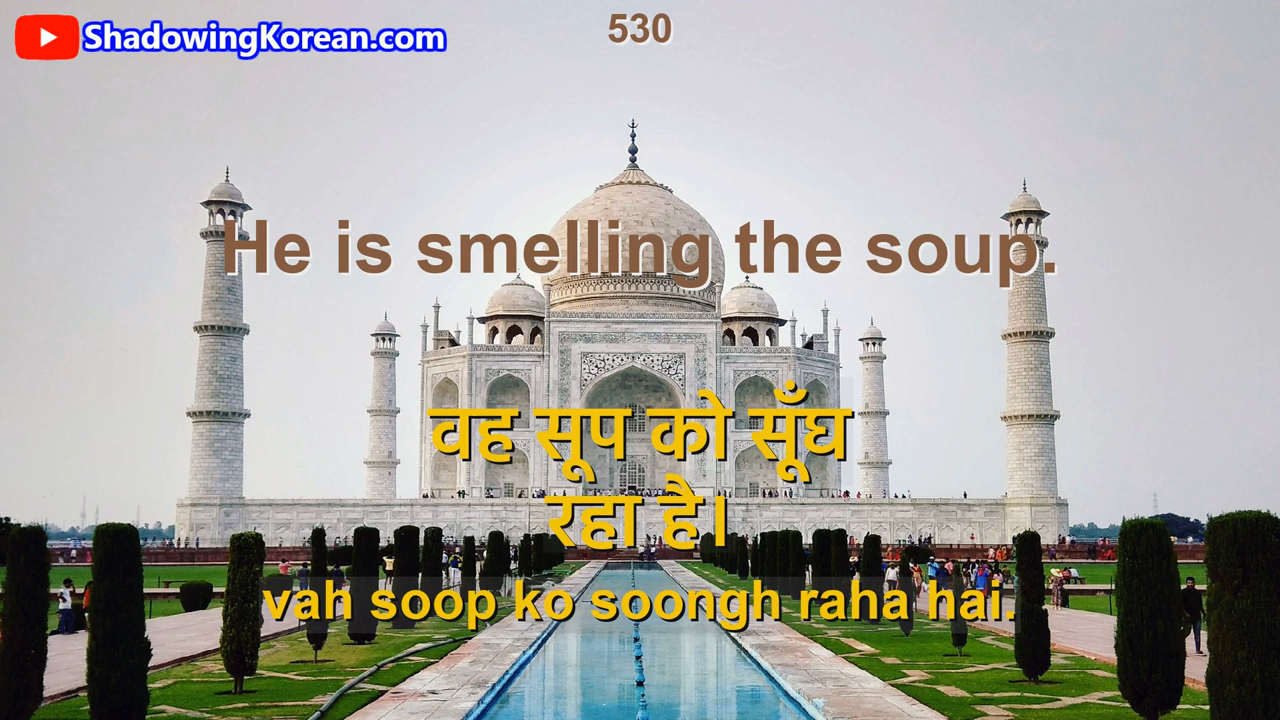 ShadowingKorean.com
530
He is smelling the soup.
वह सूप को सूँघ
रहा है।
vah soop ko soongh raha hai.